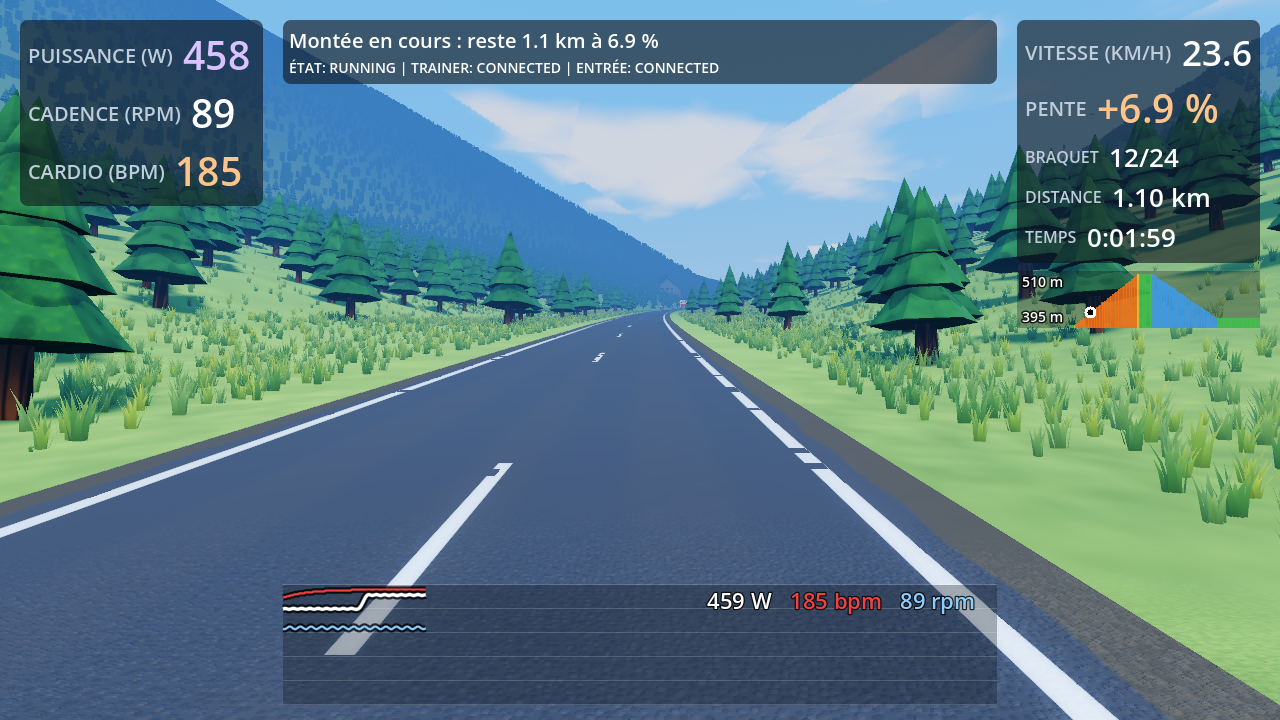 PUISSANCE (W) 458
CADENCE (RPM) 89
CARDIO (BPM) 185
Montée en cours : reste 1.1 km à 6.9 %
ÉTAT: RUNNING | TRAINER: CONNECTED | ENTRÉE: CONNECTED
VITESSE (KM/H) 23.6
PENTE +6.9 %
BRAQUET 12/24
DISTANCE 1.10 km
TEMPS 0:01:59
510 m
395 m
459 W 185 bpm 89 rpm